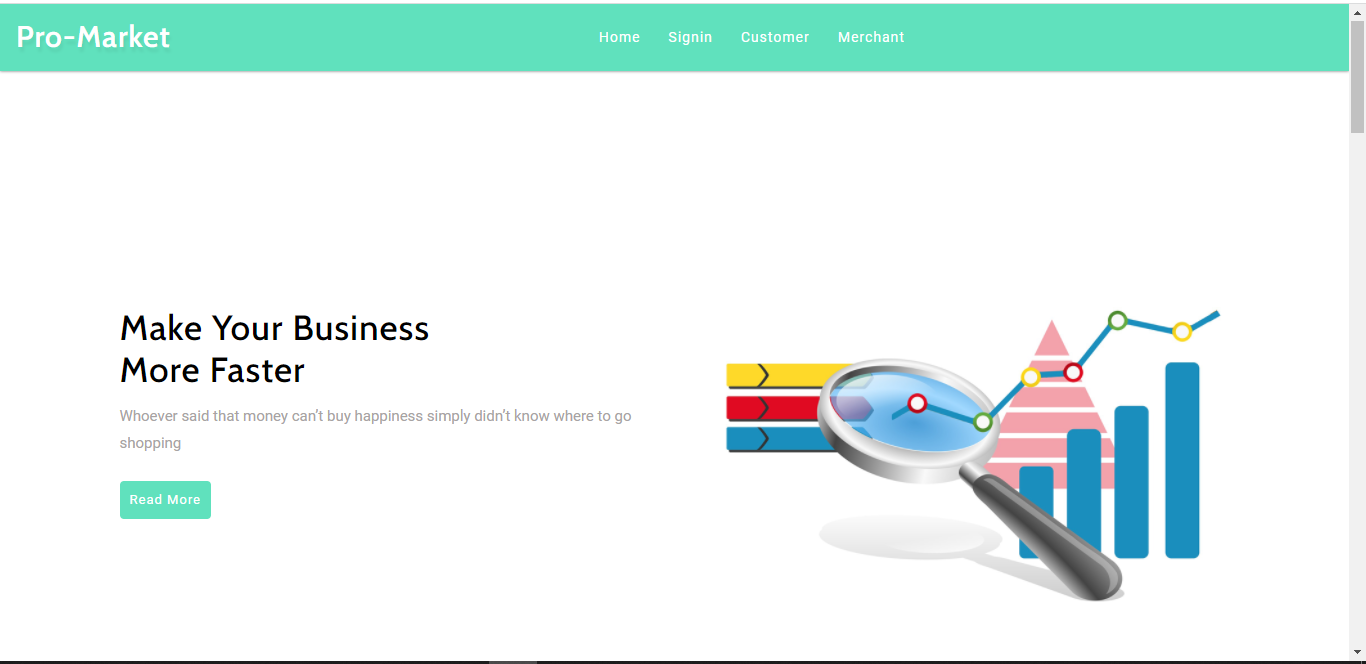 Pro-Market
Home Signin Customer Merchant
Make Your Business
More Faster
Whoever said that money can’t buy happiness simply didn’t know where to go
shopping
Read More